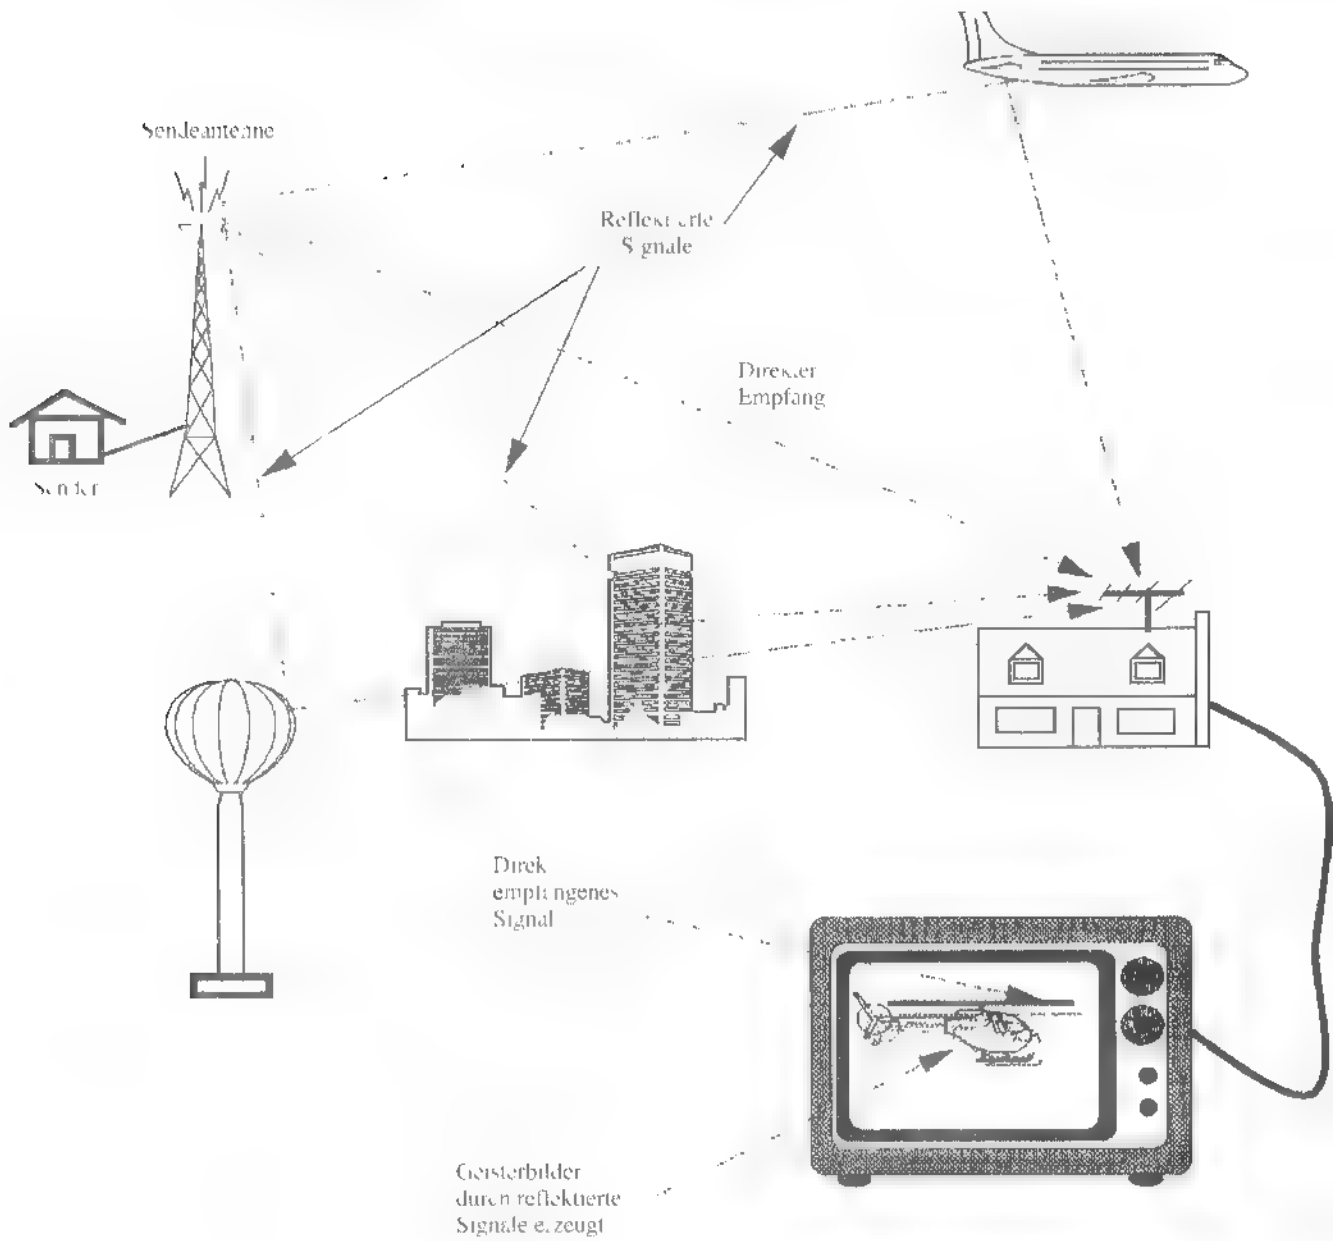 Sendeantenne
Reflektierte
Signale
Direkter
Empfang
Sender
Direkt
empfangenes
Signal
Geisterbilder
durch reflektierte
Signale erzeugt